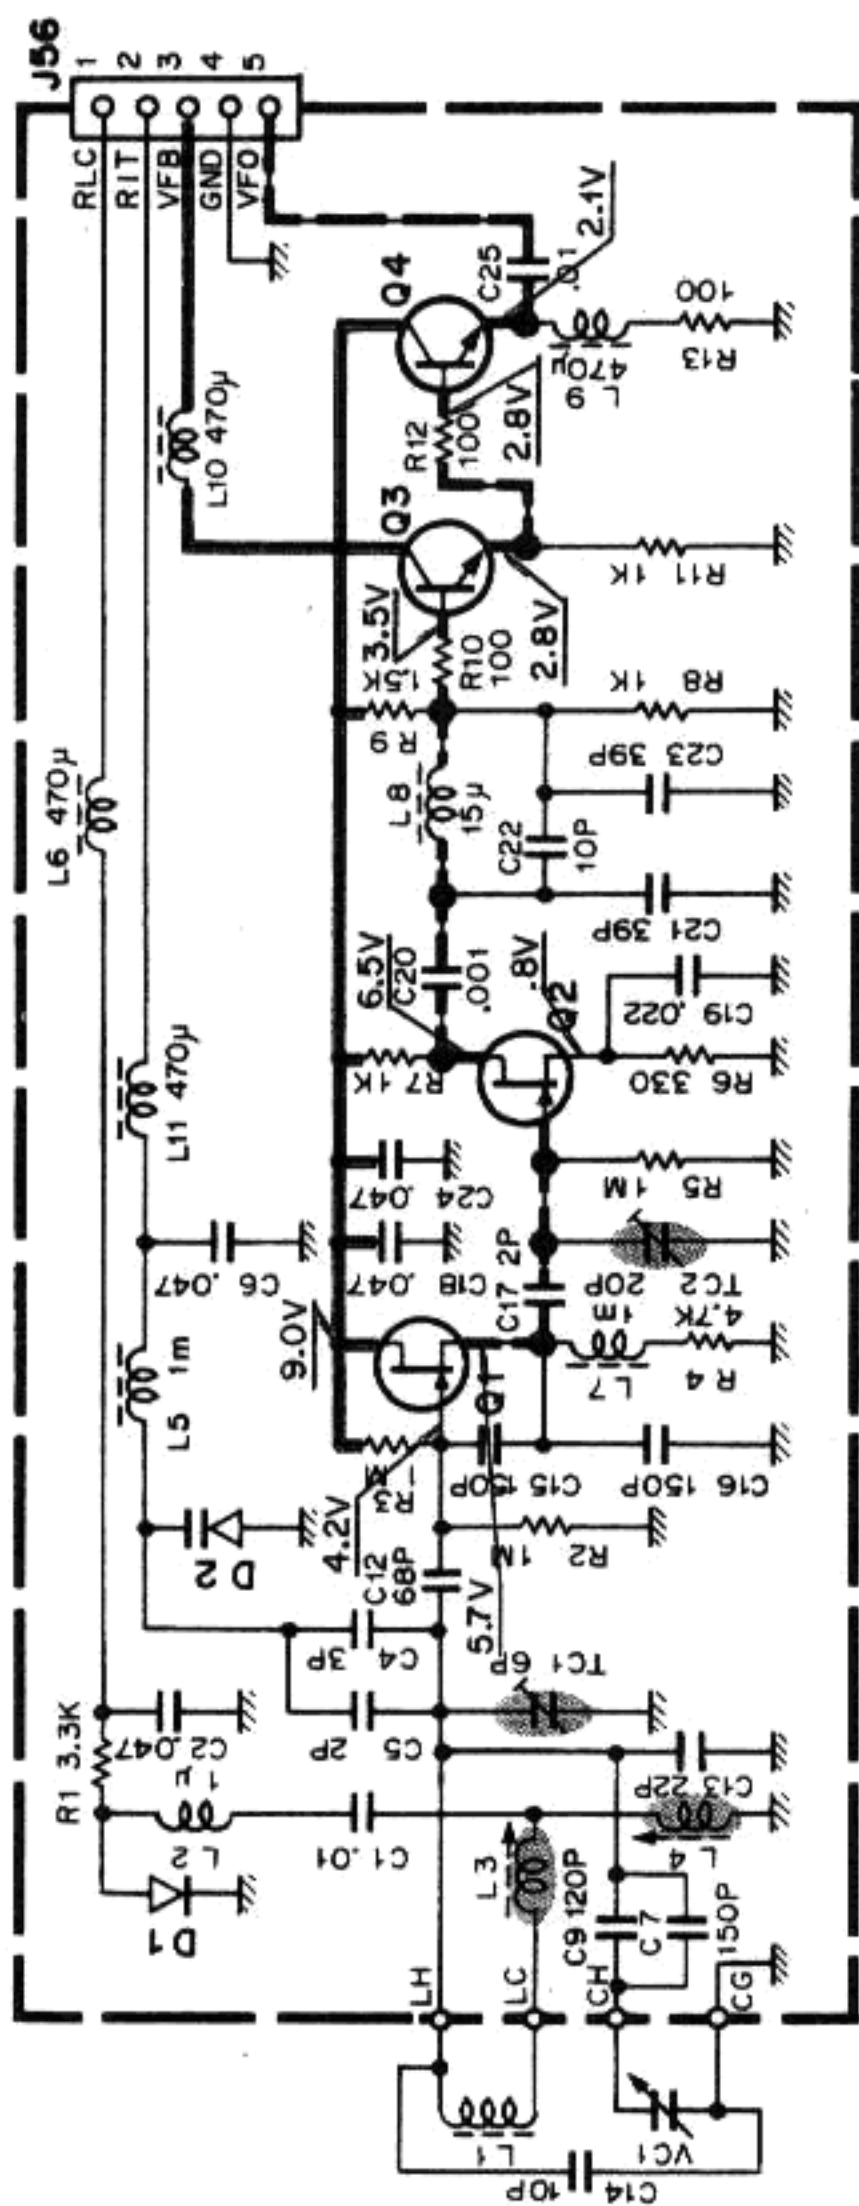 J56
1
2
3
4
5
RLC
RIT
VFB
GND
VFO
L10 470µ
Q4
C25
.01
2.1V
L9
470µ
R13
100
R12
100
2.8V
Q3
3.5V
R10
100
2.8V
R11 1K
L6 470µ
R9
1.5K
R8
1K
L8
15µ
C22
10P
C23 39P
C21 39P
L11 470µ
6.5V
C20
.001
R7 1K
.8V
Q2
C19 .022
R6 330
C24 .047
R5
1M
C6 .047
C18
.047
C17 2P
TC2
20P
9.0V
Q1
L5 1m
L7
1m
R4
4.7K
R3
1M
C15 150P
C16 150P
4.2V
D2
C12
68P
R2 1M
5.7V
C4
3P
C5
2P
TC1 6P
R1 3.3K
C2 .047
L2
1µ
C1 .01
C13 22P
D1
L3
L4
C9 120P
C7
150P
LH
LC
CH
CG
L1
VC1
C14
10P